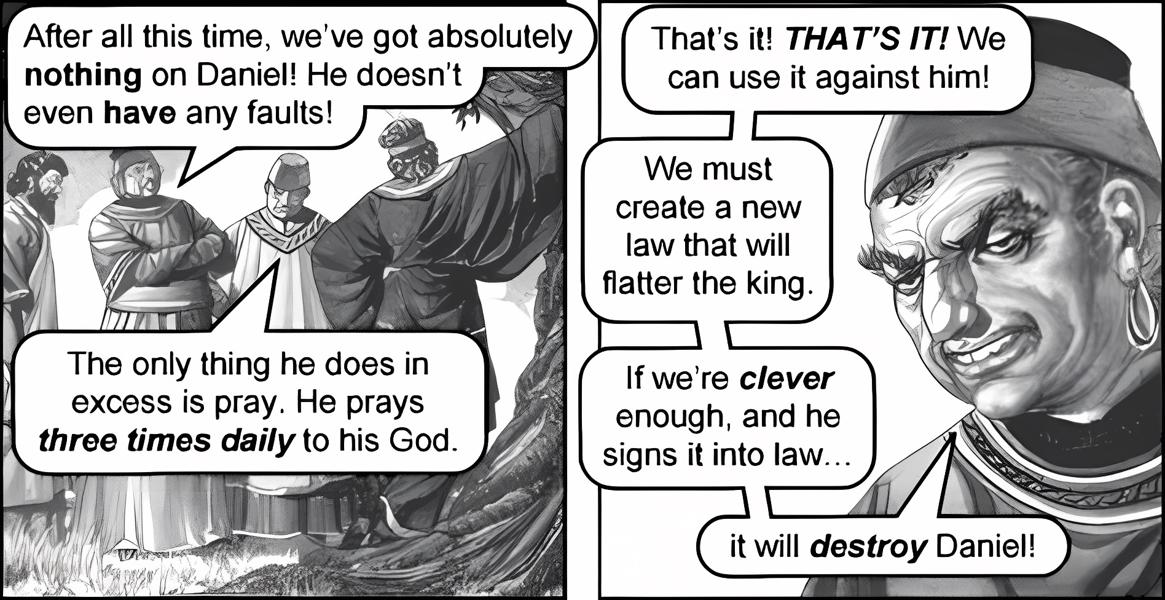 After all this time, we've got absolutely
nothing on Daniel! He doesn't
even have any faults!
The only thing he does in
excess is pray. He prays
three times daily to his God.
That's it! THAT'S IT! We
can use it against him!
We must
create a new
law that will
flatter the king.
If we're clever
enough, and he
signs it into law...
it will destroy Daniel!